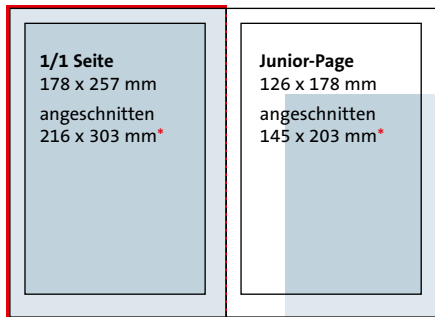 1/1 Seite
178 x 257 mm
angeschnitten
216 x 303 mm*
Junior-Page
126 x 178 mm
angeschnitten
145 x 203 mm*